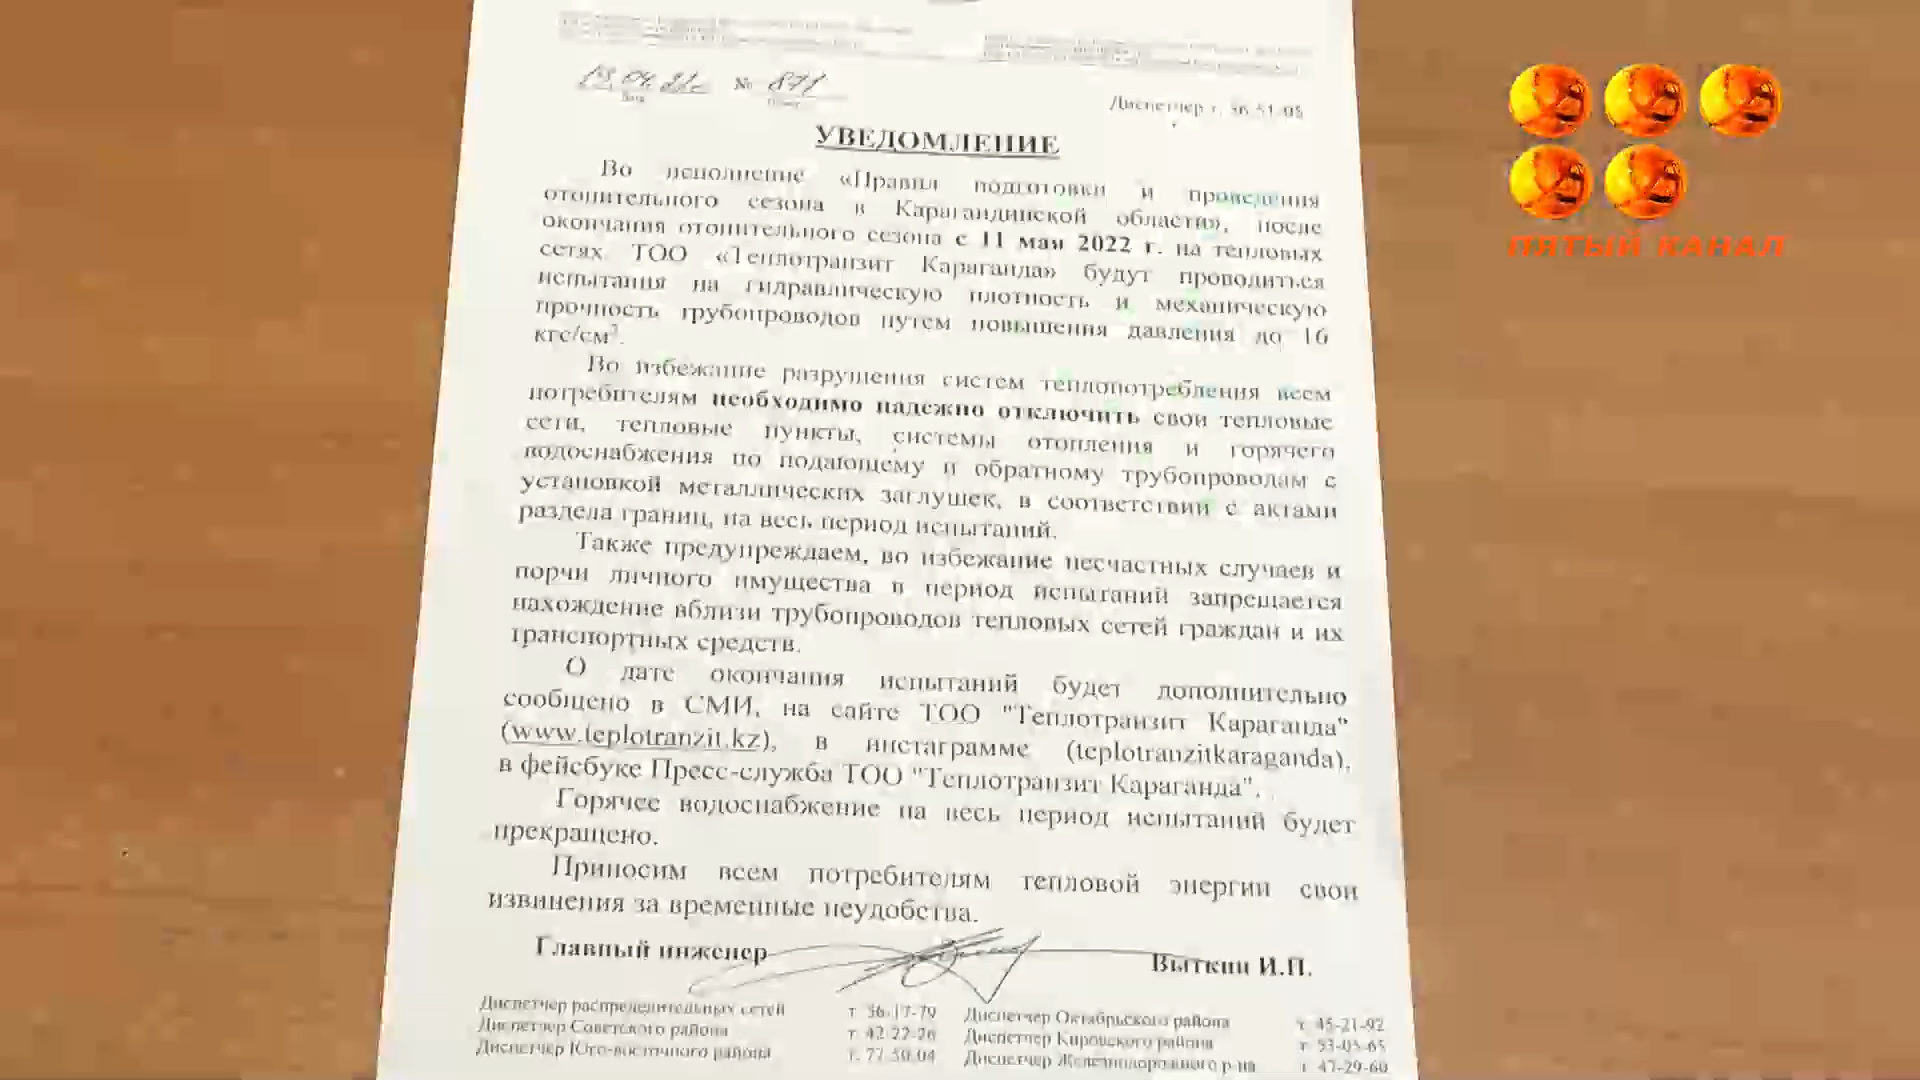 № 871
Диспетчер т. 56-51-05
УВЕДОМЛЕНИЕ
Во исполнение «Правил подготовки и проведения
отопительного сезона в Карагандинской области», после
окончания отопительного сезона с 11 мая 2022 г. на тепловых
сетях ТОО «Теплотранзит Караганда» будут проводиться
испытания на гидравлическую плотность и механическую
прочность трубопроводов путем повышения давления до 16
кгс/см².
Во избежание разрушения систем теплопотребления всем
потребителям необходимо надежно отключить свои тепловые
сети, тепловые пункты, системы отопления и горячего
водоснабжения по подающему и обратному трубопроводам с
установкой металлических заглушек, в соответствии с актами
раздела границ, на весь период испытаний.
Также предупреждаем, во избежание несчастных случаев и
порчи личного имущества в период испытаний запрещается
нахождение вблизи трубопроводов тепловых сетей граждан и их
транспортных средств.
О дате окончания испытаний будет дополнительно
сообщено в СМИ, на сайте ТОО "Теплотранзит Караганда"
(www.teplotranzit.kz), в инстаграмме (teplotranzitkaraganda),
в фейсбуке Пресс-служба ТОО "Теплотранзит Караганда".
Горячее водоснабжение на весь период испытаний будет
прекращено.
Приносим всем потребителям тепловой энергии свои
извинения за временные неудобства.
Главный инженер Выткин И.П.
Диспетчер распределительных сетей т. 56-17-79 Диспетчер Октябрьского района т. 45-21-92
Диспетчер Советского района т. 42-22-26 Диспетчер Кировского района т. 53-05-65
Диспетчер Юго-восточного района т. 77-50-04 Диспетчер Железнодорожного р-на т. 47-29-60
ПЯТЫЙ КАНАЛ